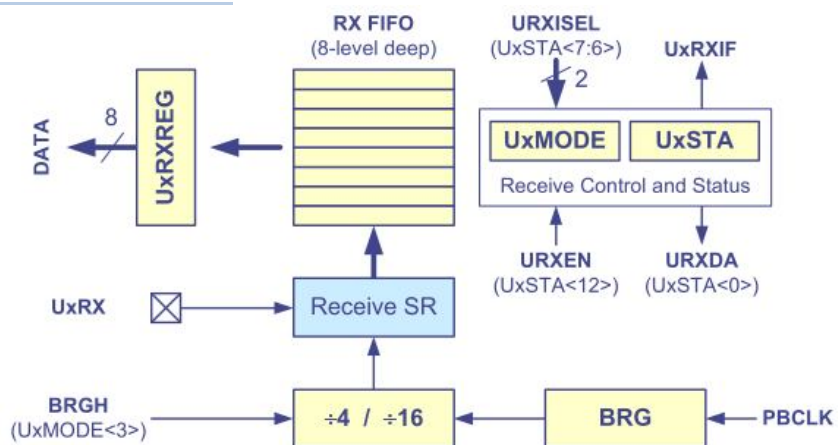 RX FIFO
(8-level deep)
URXISEL
(UxSTA<7:6>)
2
UxRXIF
DATA
8
UxRXREG
UxMODE
UxSTA
Receive Control and Status
URXEN
(UxSTA<12>)
URXDA
(UxSTA<0>)
UxRX
Receive SR
BRGH
(UxMODE<3>)
÷4 / ÷16
BRG
PBCLK